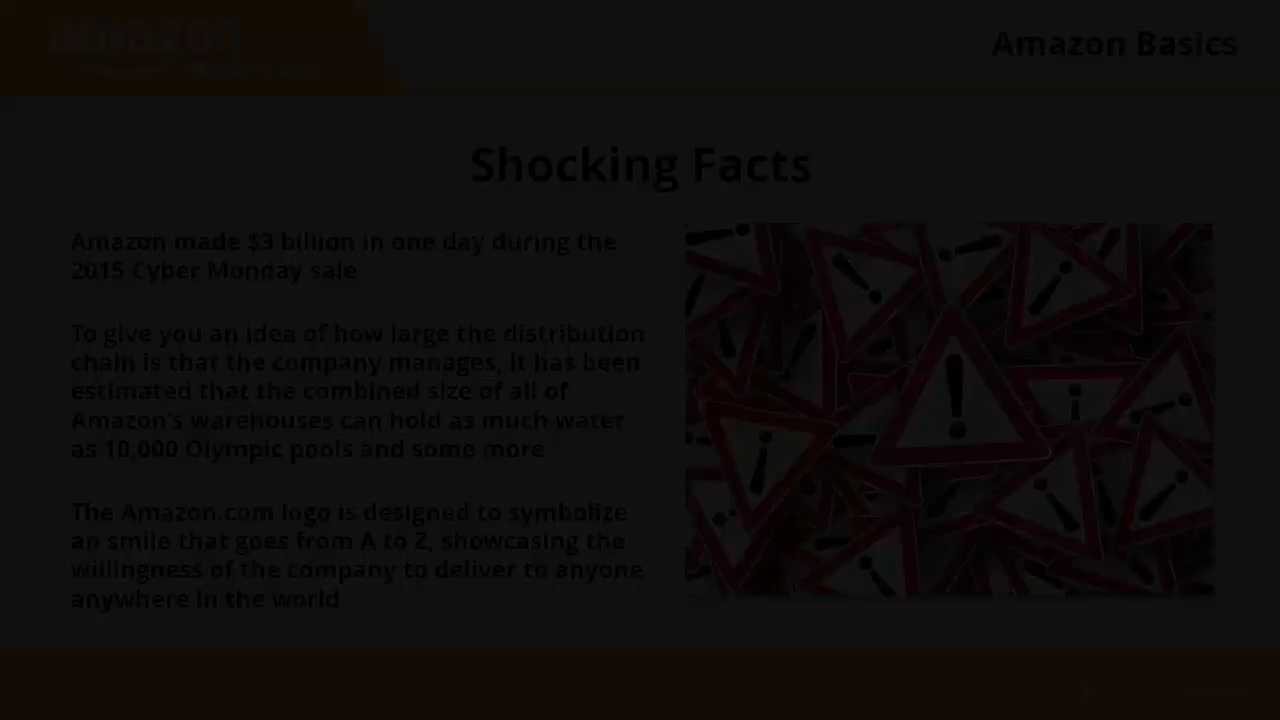 amazon
Amazon Basics
Shocking Facts
Amazon made $3 billion in one day during the
2015 Cyber Monday sale
To give you an idea of how large the distribution
chain is that the company manages, it has been
estimated that the combined size of all of
Amazon's warehouses can hold as much water
as 10,000 Olympic pools and some more
The Amazon.com logo is designed to symbolize
an smile that goes from A to Z, showcasing the
willingness of the company to deliver to anyone
anywhere in the world